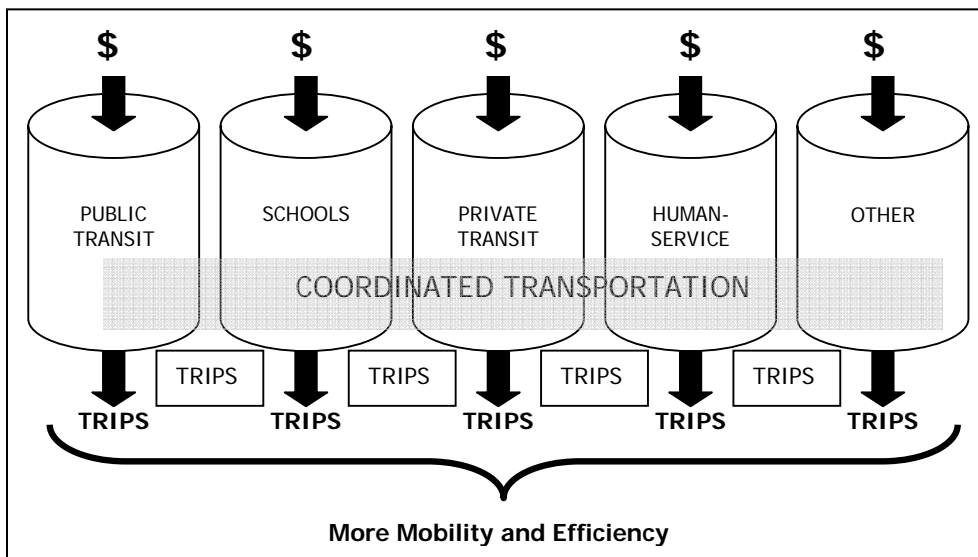 $ $ $ $ $
PUBLIC TRANSIT
SCHOOLS
PRIVATE TRANSIT
HUMAN-SERVICE
OTHER
COORDINATED TRANSPORTATION
TRIPS TRIPS TRIPS TRIPS
TRIPS TRIPS TRIPS TRIPS TRIPS
More Mobility and Efficiency